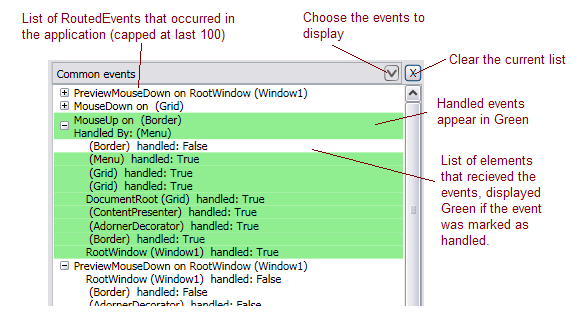 List of RoutedEvents that occurred in
the application (capped at last 100)
Choose the events to
display
Clear the current list
Common events
X
PreviewMouseDown on RootWindow (Window1)
MouseDown on  (Grid)
MouseUp on  (Border)
Handled By: (Menu)
(Border)  handled: False
(Menu)  handled: True
(Grid)  handled: True
(Grid)  handled: True
DocumentRoot (Grid)  handled: True
(ContentPresenter)  handled: True
(AdornerDecorator)  handled: True
(Border)  handled: True
RootWindow (Window1)  handled: True
PreviewMouseDown on RootWindow (Window1)
RootWindow (Window1)  handled: False
(Border)  handled: False
(AdornerDecorator)  handled: False
Handled events
appear in Green
List of elements
that recieved the
events, displayed
Green if the event
was marked as
handled.